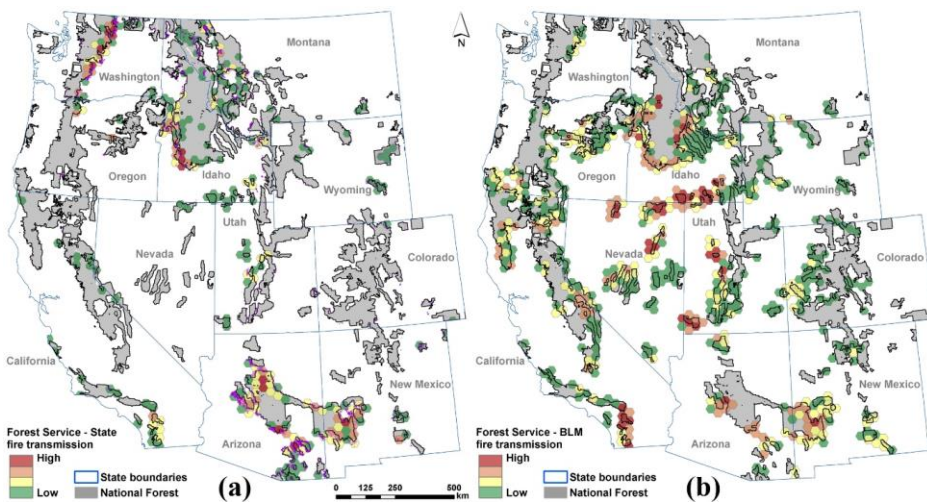 Montana
Washington
Oregon
Idaho
Wyoming
Utah
Nevada
Colorado
California
New Mexico
Arizona
Forest Service - State
fire transmission
High
Low
State boundaries
National Forest
(a)
0 125 250 500
km
N
Montana
Washington
Oregon
Idaho
Wyoming
Utah
Nevada
Colorado
California
New Mexico
Arizona
Forest Service - BLM
fire transmission
High
Low
State boundaries
National Forest
(b)